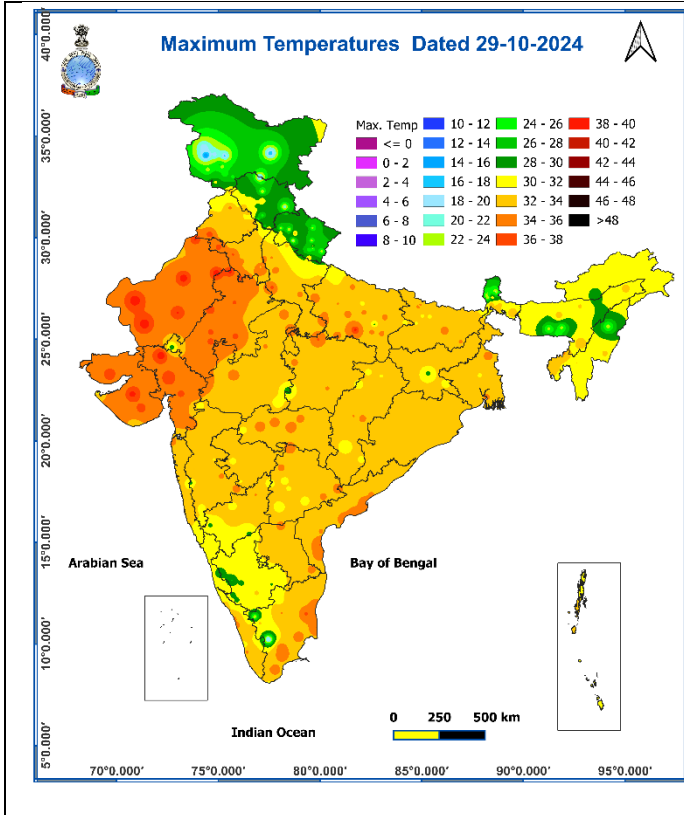 Maximum Temperatures Dated 29-10-2024
Max. Temp
<= 0
0 - 2
2 - 4
4 - 6
6 - 8
8 - 10
10 - 12
12 - 14
14 - 16
16 - 18
18 - 20
20 - 22
22 - 24
24 - 26
26 - 28
28 - 30
30 - 32
32 - 34
34 - 36
36 - 38
38 - 40
40 - 42
42 - 44
44 - 46
46 - 48
>48
40°0.000'
35°0.000'
30°0.000'
25°0.000'
20°0.000'
15°0.000'
10°0.000'
5°0.000'
Arabian Sea
Bay of Bengal
Indian Ocean
0 250 500 km
70°0.000' 75°0.000' 80°0.000' 85°0.000' 90°0.000' 95°0.000'